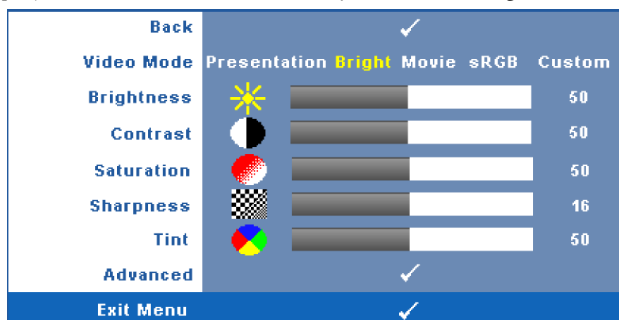 Back
Video Mode Presentation Bright Movie sRGB Custom
Brightness 50
Contrast 50
Saturation 50
Sharpness 16
Tint 50
Advanced
Exit Menu